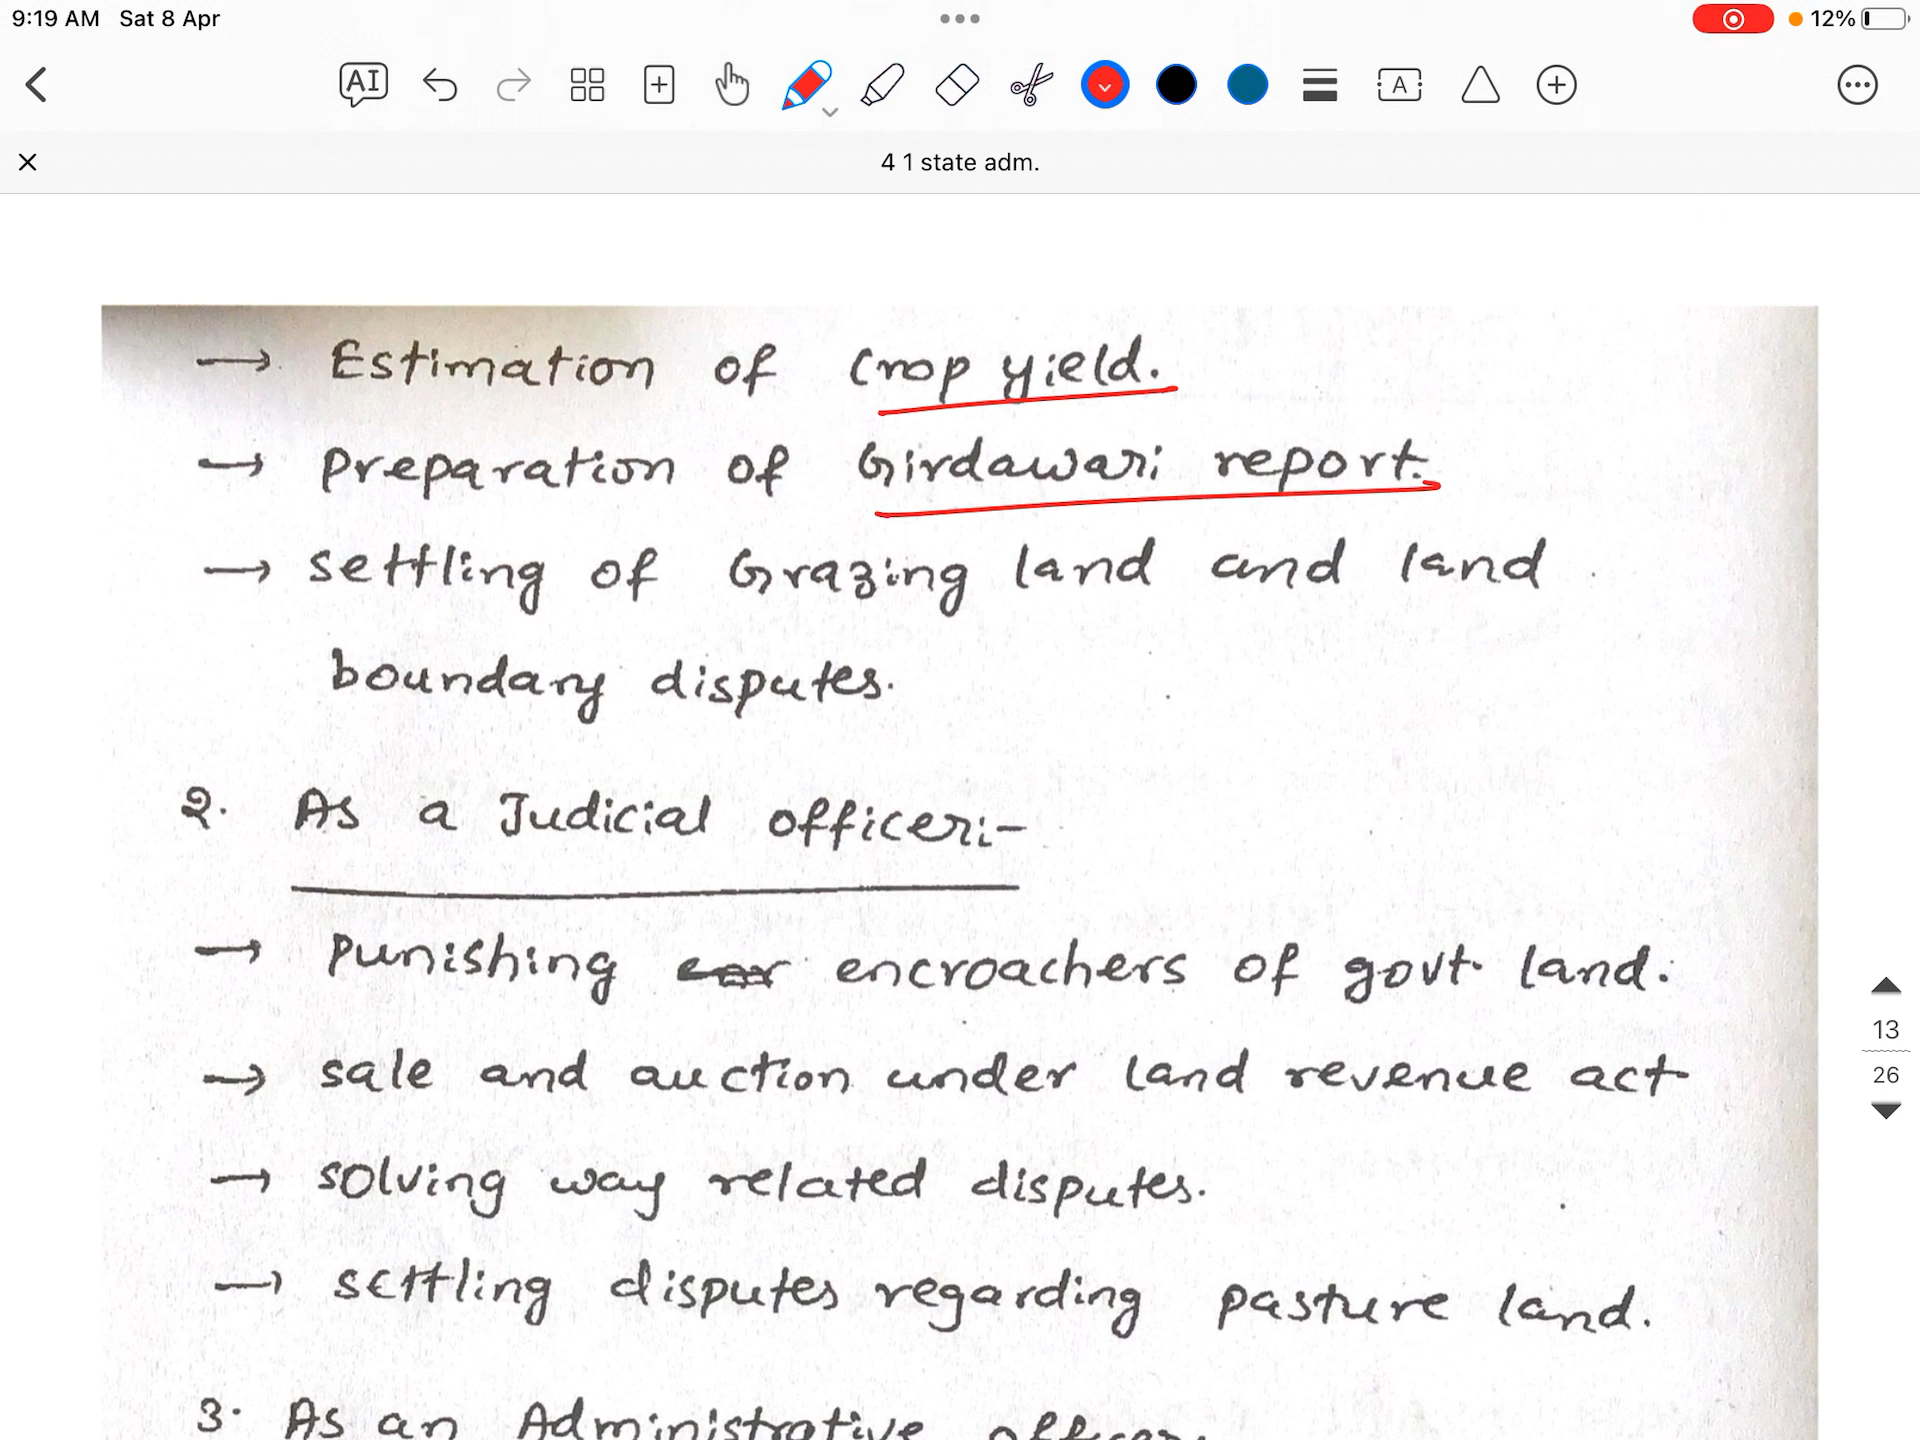 9:19 AM Sat 8 Apr
12%
AI
A
4 1 state adm.
→ Estimation of Crop yield.
→ Preparation of Girdawari report.
→ settling of Grazing land and land
boundary disputes.
2. As a Judicial officer:-
→ Punishing encroachers of govt. land.
→ sale and auction under land revenue act
→ solving way related disputes.
→ settling disputes regarding pasture land.
13
26
3. As an Administrative officer